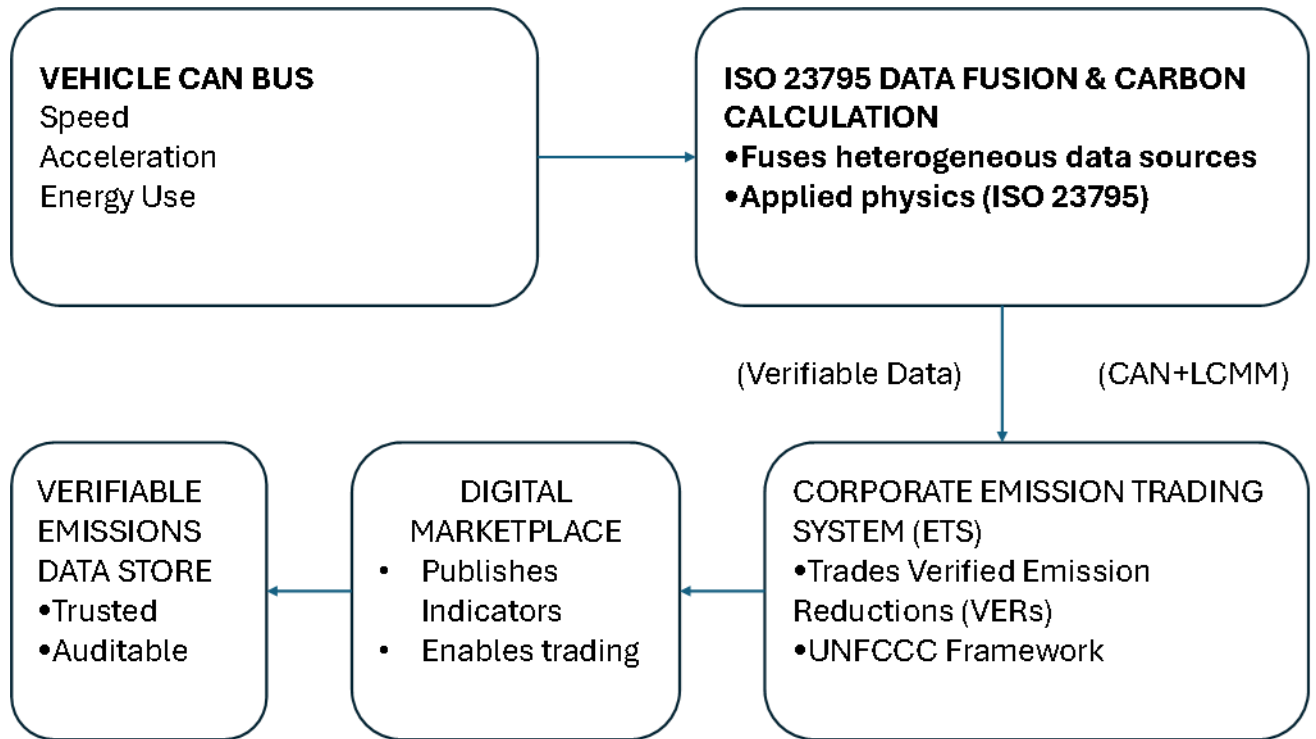 VEHICLE CAN BUS
Speed
Acceleration
Energy Use
ISO 23795 DATA FUSION & CARBON
CALCULATION
•Fuses heterogeneous data sources
•Applied physics (ISO 23795)
(Verifiable Data)
(CAN+LCMM)
VERIFIABLE
EMISSIONS
DATA STORE
•Trusted
•Auditable
DIGITAL
MARKETPLACE
• Publishes
Indicators
• Enables trading
CORPORATE EMISSION TRADING
SYSTEM (ETS)
•Trades Verified Emission
Reductions (VERs)
•UNFCCC Framework